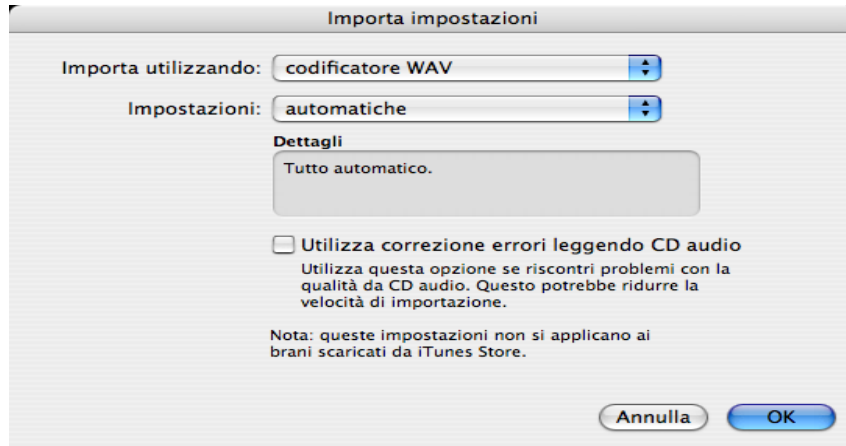 Importa impostazioni
Importa utilizzando: codificatore WAV
Impostazioni: automatiche
Dettagli
Tutto automatico.
Utilizza correzione errori leggendo CD audio
Utilizza questa opzione se riscontri problemi con la
qualità da CD audio. Questo potrebbe ridurre la
velocità di importazione.
Nota: queste impostazioni non si applicano ai
brani scaricati da iTunes Store.
Annulla OK